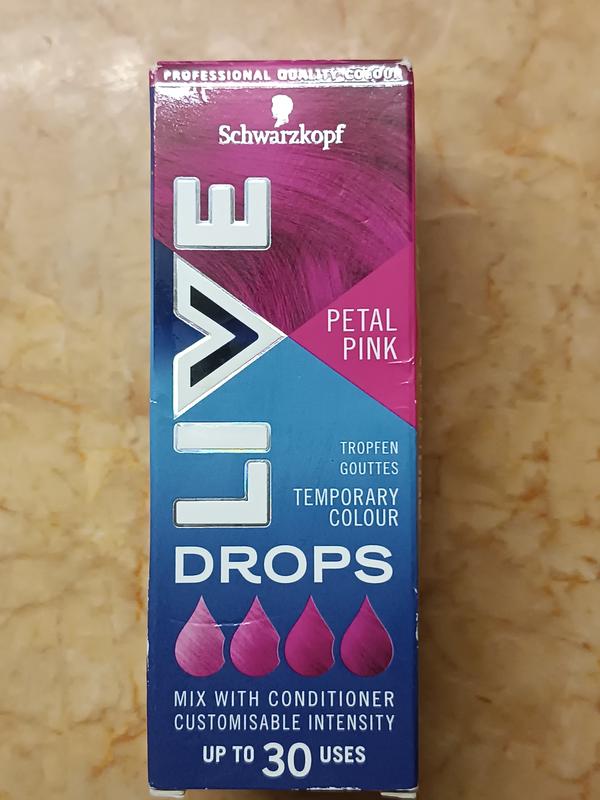 PROFESSIONAL QUALITY COLOUR
Schwarzkopf
LIVE
PETAL
PINK
TROPFEN
GOUTTES
TEMPORARY
COLOUR
DROPS
MIX WITH CONDITIONER
CUSTOMISABLE INTENSITY
UP TO 30 USES